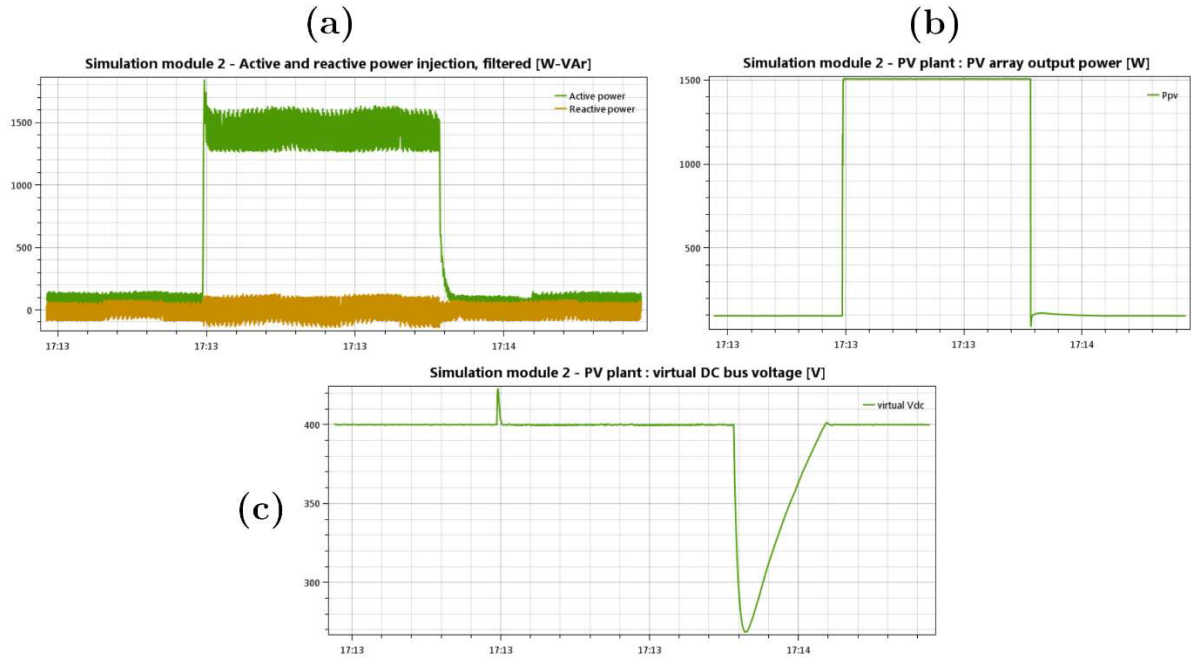 (a)
Simulation module 2 - Active and reactive power injection, filtered [W-VAr]
Active power
Reactive power
1500
1000
500
0
17:13 17:13 17:13 17:14
(b)
Simulation module 2 - PV plant : PV array output power [W]
Ppv
1500
1000
500
17:13 17:13 17:13 17:14
(c)
Simulation module 2 - PV plant : virtual DC bus voltage [V]
virtual Vdc
400
350
300
17:13 17:13 17:13 17:14